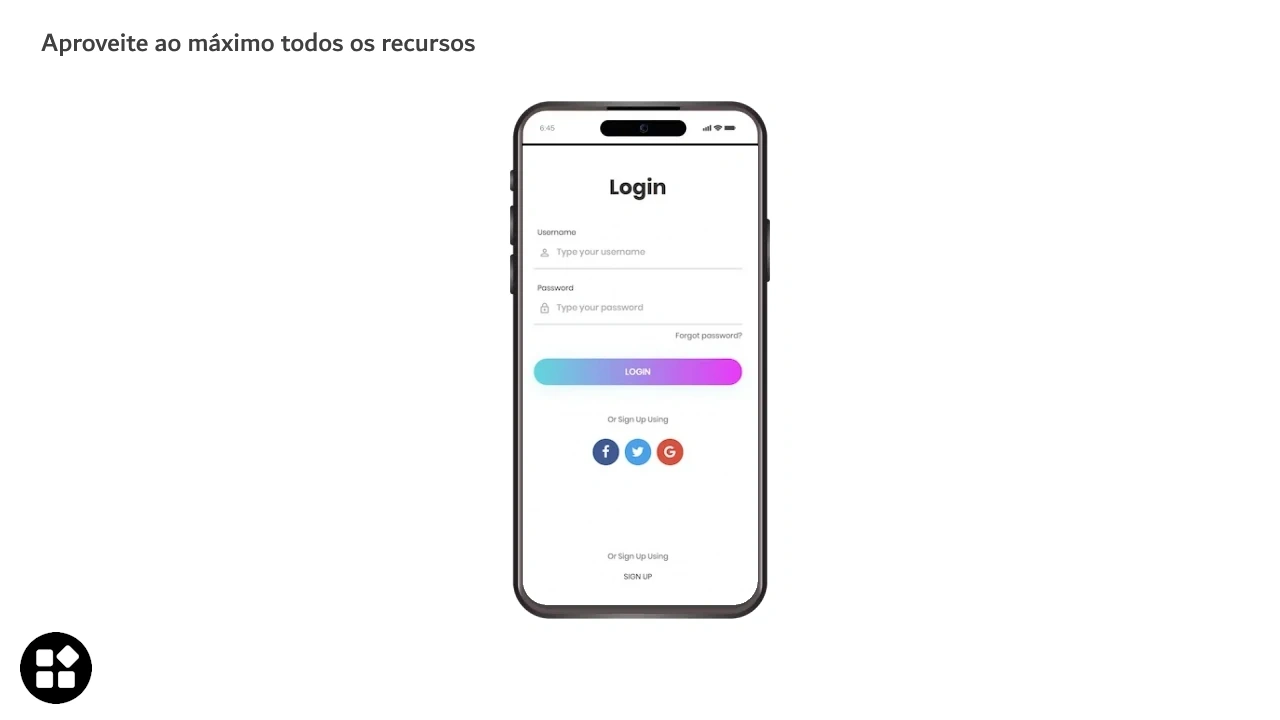 Aproveite ao máximo todos os recursos
6:45
Login
Username
Type your username
Password
Type your password
Forgot password?
LOGIN
Or Sign Up Using
f
G
Or Sign Up Using
SIGN UP